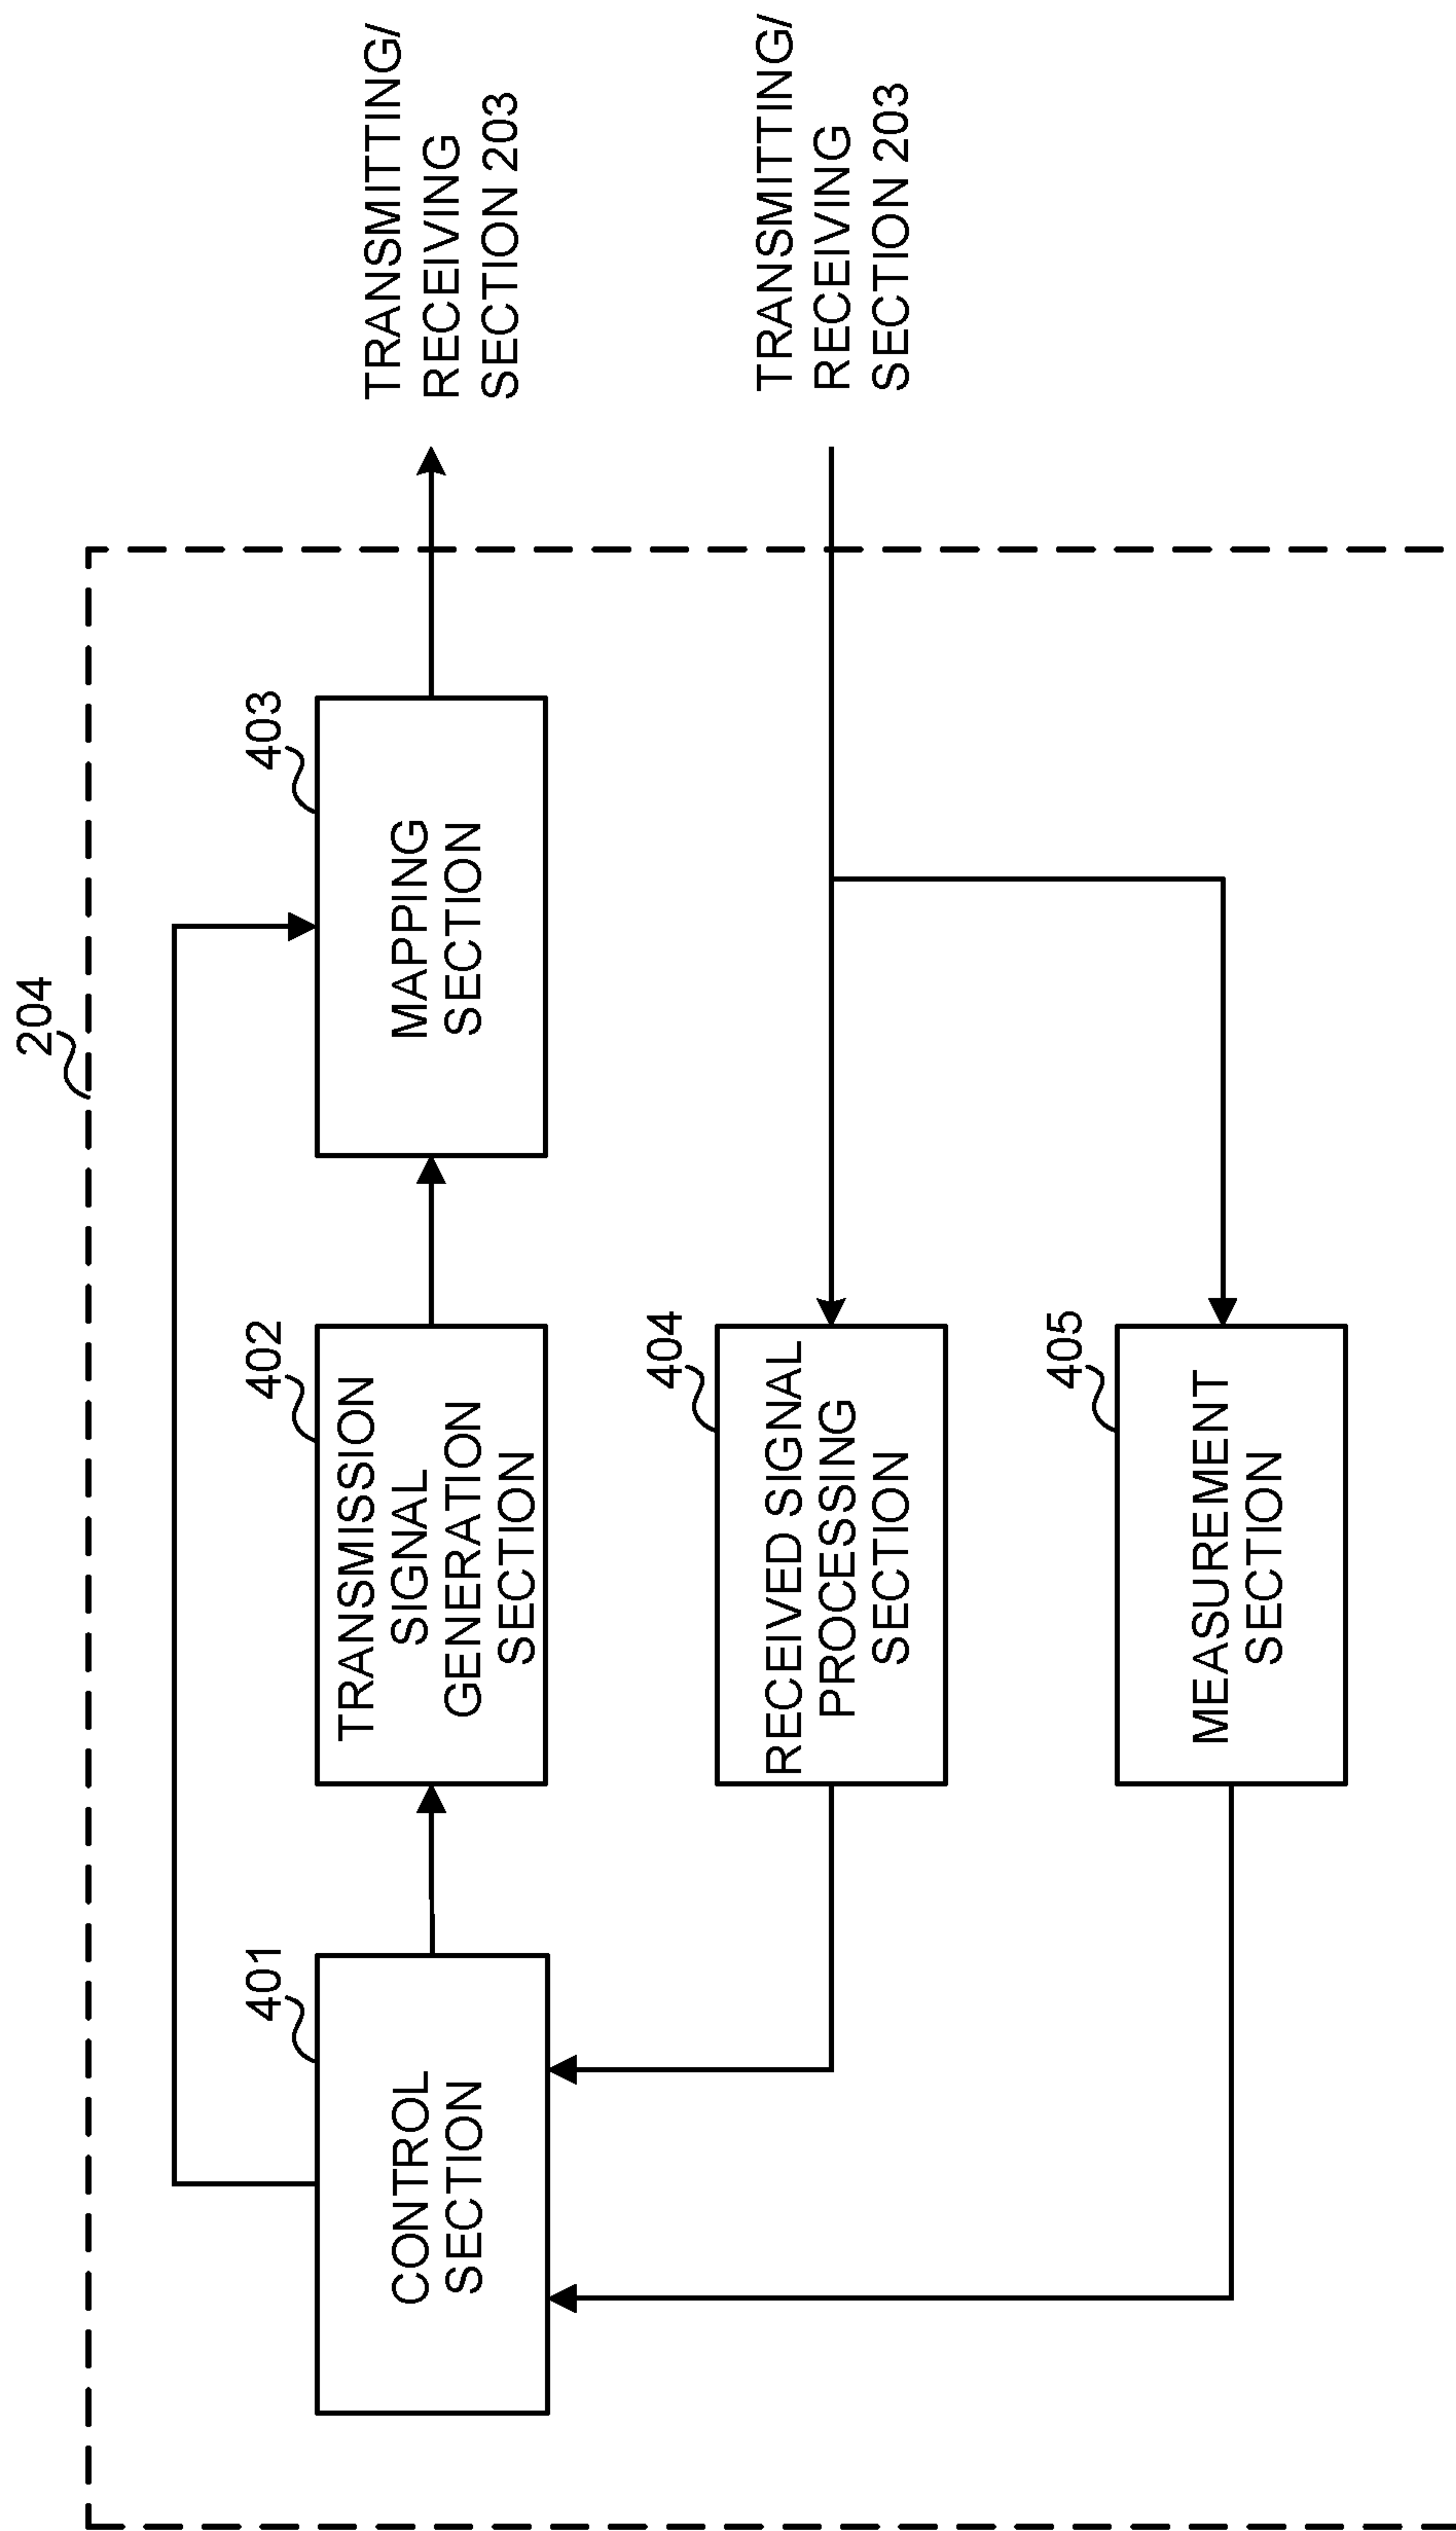 204
401
CONTROL
SECTION
402
TRANSMISSION
SIGNAL
GENERATION
SECTION
403
MAPPING
SECTION
TRANSMITTING/
RECEIVING
SECTION 203
404
RECEIVED SIGNAL
PROCESSING
SECTION
TRANSMITTING/
RECEIVING
SECTION 203
405
MEASUREMENT
SECTION